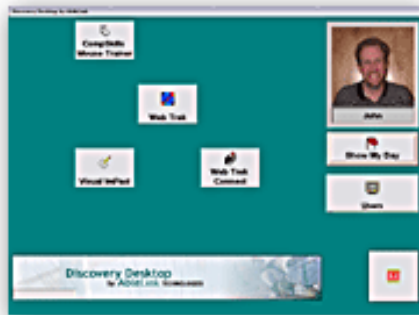 Discovery Desktop by AbleLink
CompSkills
Mouse Trainer
Web Trek
Visual Impact
Web Trek
Connect
John
Show My Day
Users
Discovery Desktop
by AbleLink TECHNOLOGIES